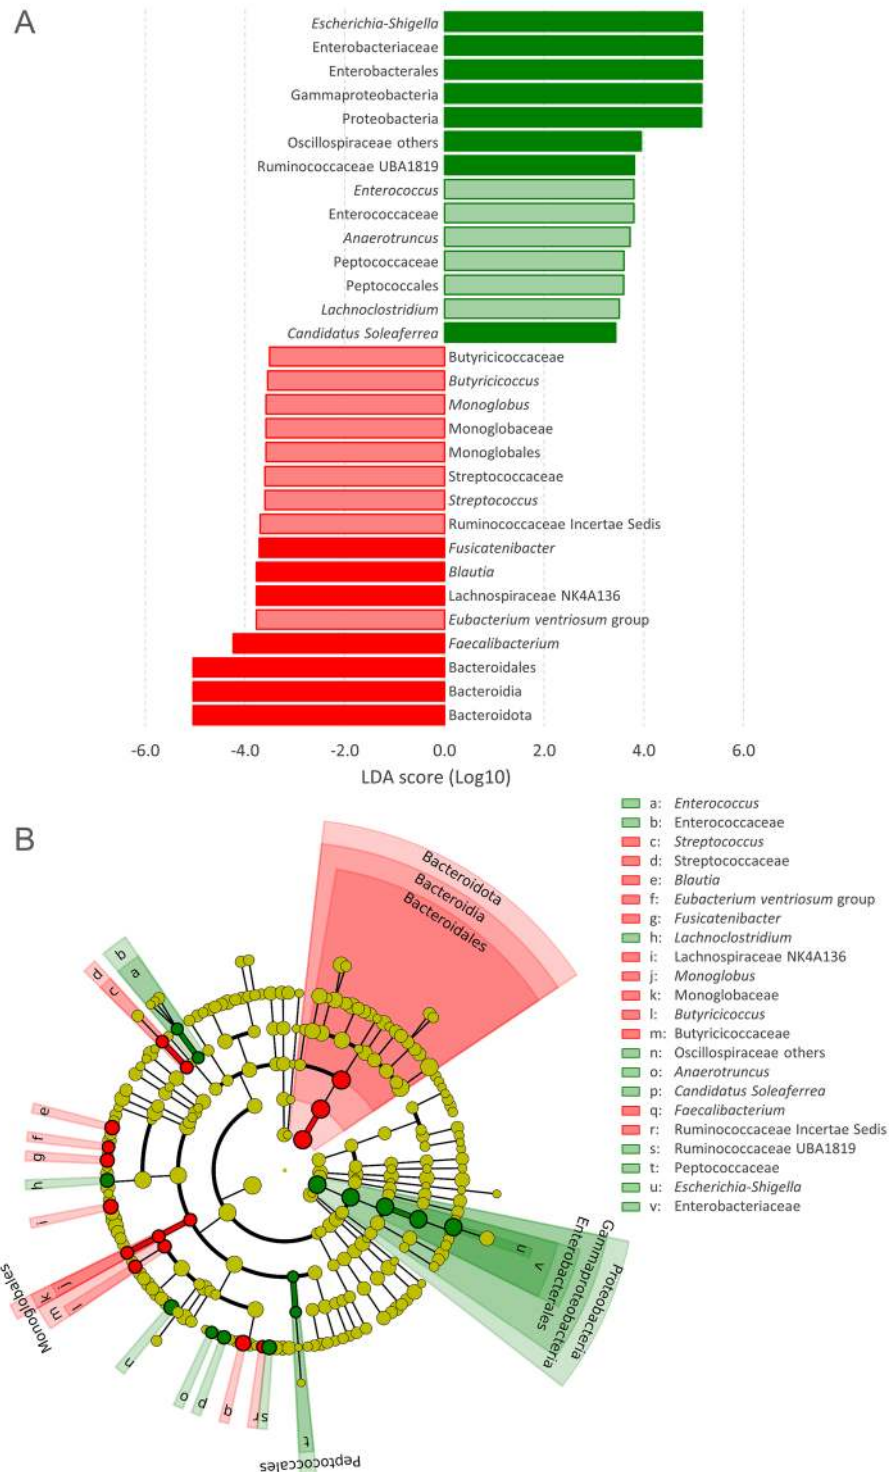 A
Escherichia-Shigella
Enterobacteriaceae
Enterobacterales
Gammaproteobacteria
Proteobacteria
Oscillospiraceae others
Ruminococcaceae UBA1819
Enterococcus
Enterococcaceae
Anaerotruncus
Peptococcaceae
Peptococcales
Lachnoclostridium
Candidatus Soleaferrea
Butyricicoccaceae
Butyricicoccus
Monoglobus
Monoglobaceae
Monoglobales
Streptococcaceae
Streptococcus
Ruminococcaceae Incertae Sedis
Fusicatenibacter
Blautia
Lachnospiraceae NK4A136
Eubacterium ventriosum group
Faecalibacterium
Bacteroidales
Bacteroidia
Bacteroidota
-6.0 -4.0 -2.0 0.0 2.0 4.0 6.0
LDA score (Log10)
B
a: Enterococcus
b: Enterococcaceae
c: Streptococcus
d: Streptococcaceae
e: Blautia
f: Eubacterium ventriosum group
g: Fusicatenibacter
h: Lachnoclostridium
i: Lachnospiraceae NK4A136
j: Monoglobus
k: Monoglobaceae
l: Butyricicoccus
m: Butyricicoccaceae
n: Oscillospiraceae others
o: Anaerotruncus
p: Candidatus Soleaferrea
q: Faecalibacterium
r: Ruminococcaceae Incertae Sedis
s: Ruminococcaceae UBA1819
t: Peptococcaceae
u: Escherichia-Shigella
v: Enterobacteriaceae
Bacteroidota
Bacteroidia
Bacteroidales
b
a
d
c
e
f
g
h
i
j
k
l
m
Monoglobales
n
o
p
q
r
s
t
Peptococcales
u
v
Enterobacterales
Gammaproteobacteria
Proteobacteria